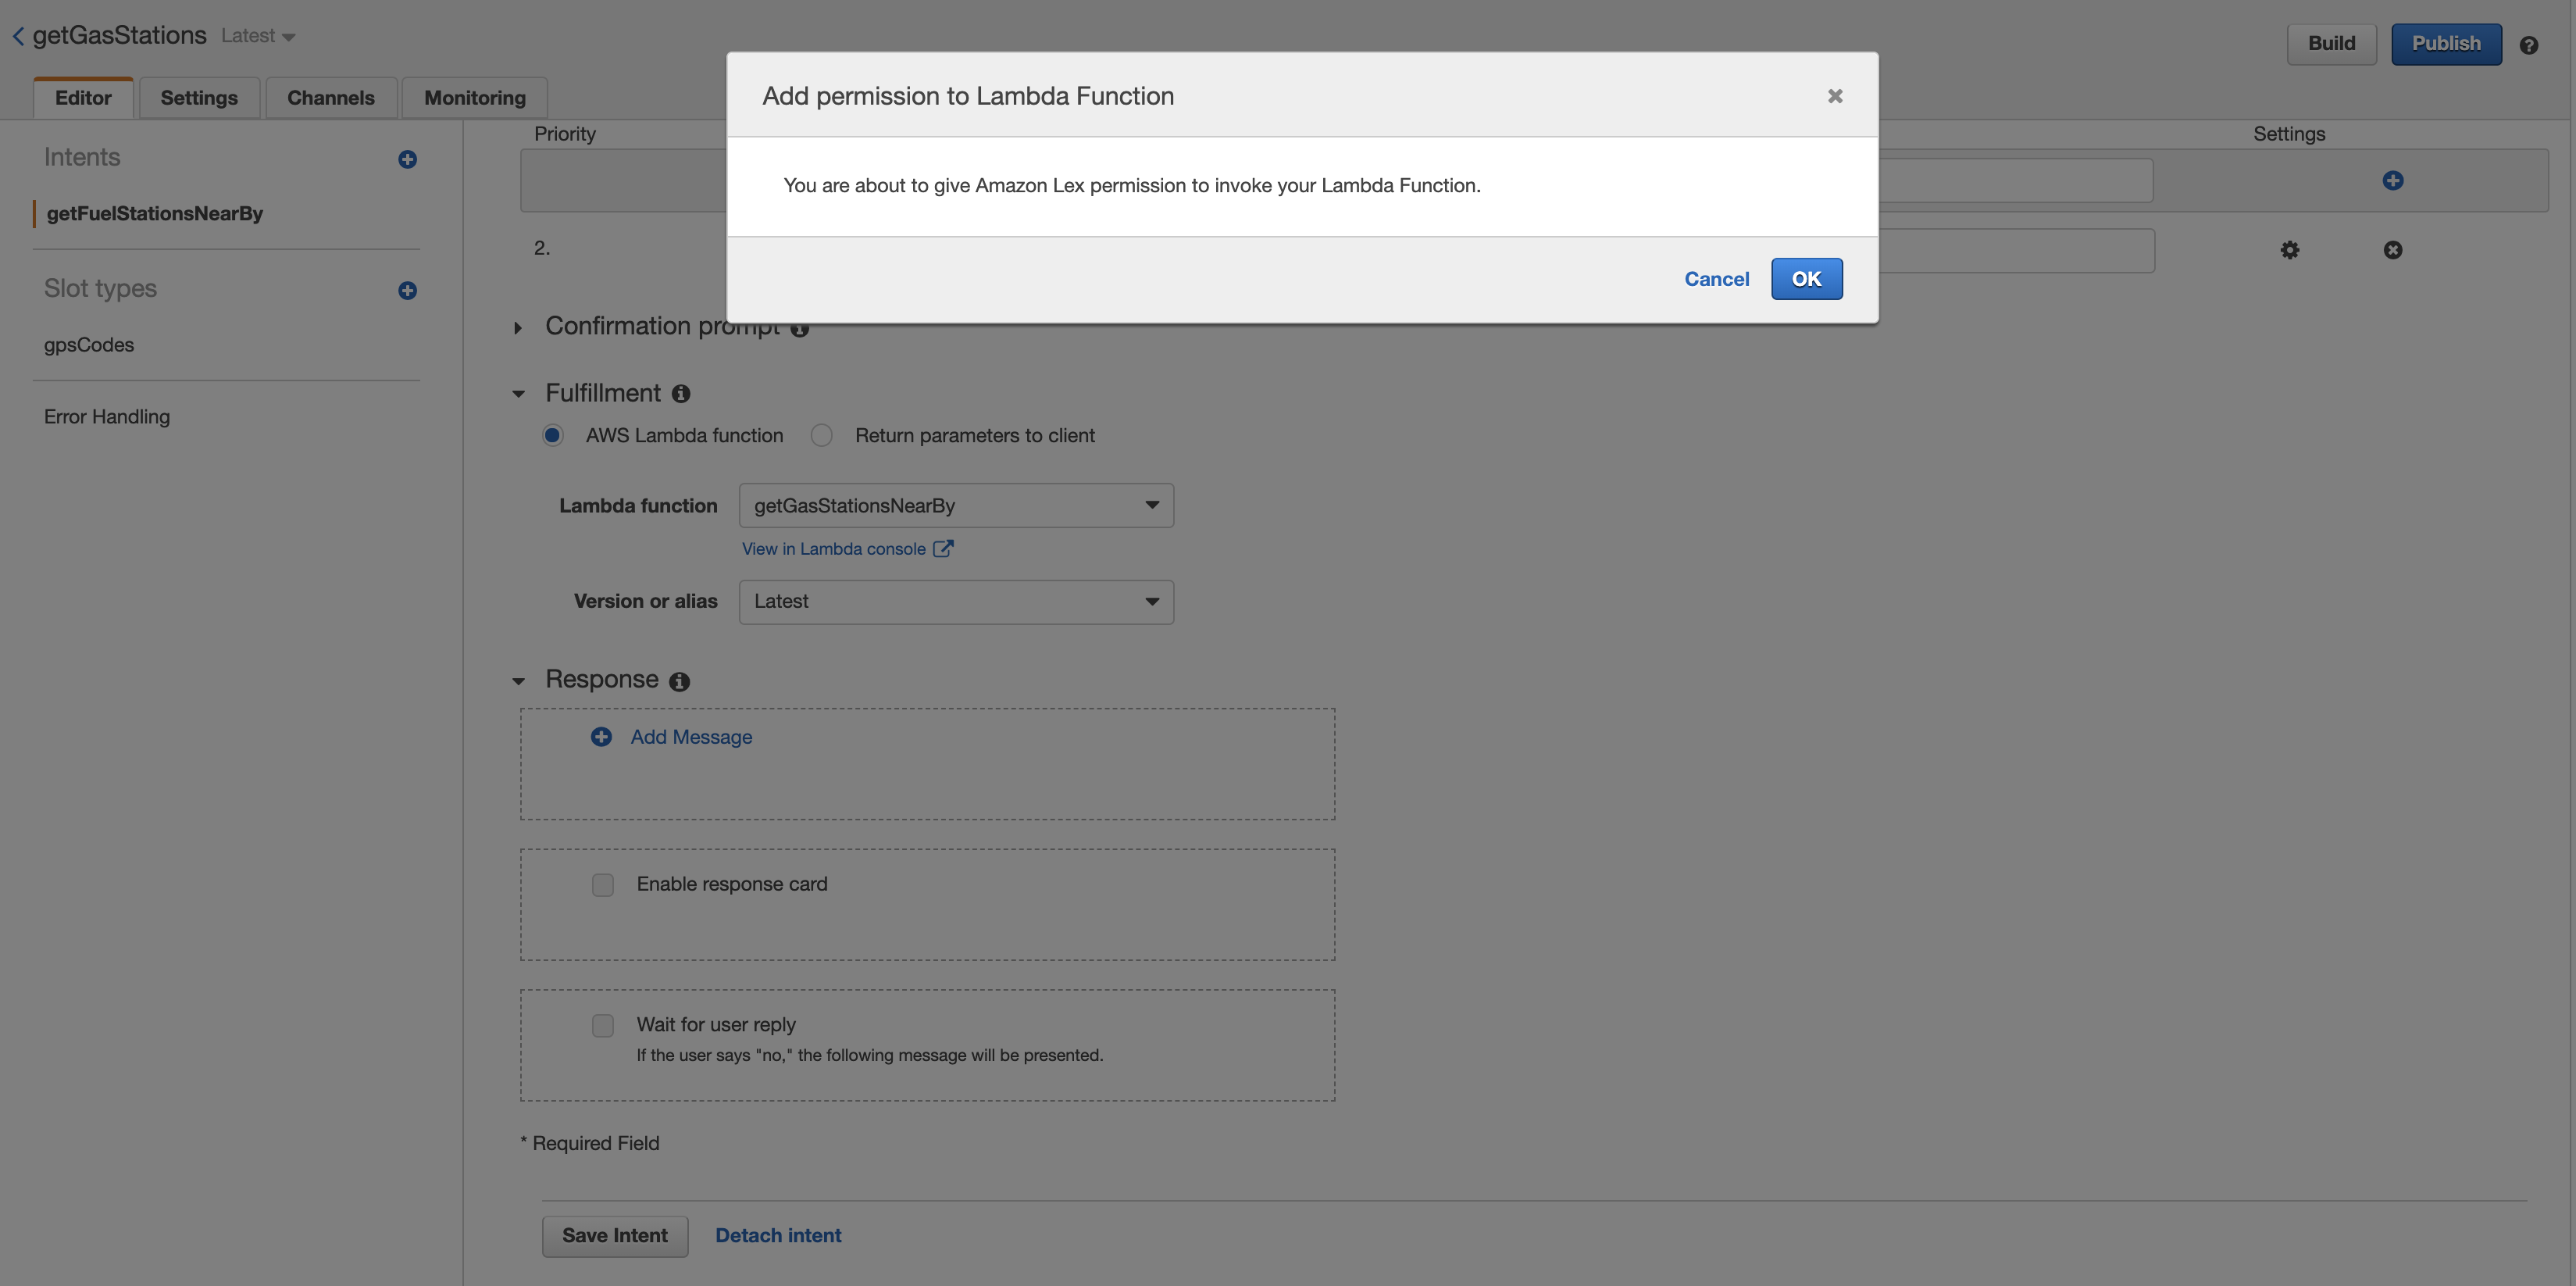 getGasStations Latest
Build Publish
Editor Settings Channels Monitoring
Add permission to Lambda Function
You are about to give Amazon Lex permission to invoke your Lambda Function.
Cancel OK
Intents
getFuelStationsNearBy
Slot types
gpsCodes
Error Handling
Priority Settings
2.
Confirmation prompt
Fulfillment
AWS Lambda function Return parameters to client
Lambda function getGasStationsNearBy
View in Lambda console
Version or alias Latest
Response
Add Message
Enable response card
Wait for user reply
If the user says "no," the following message will be presented.
* Required Field
Save Intent Detach intent